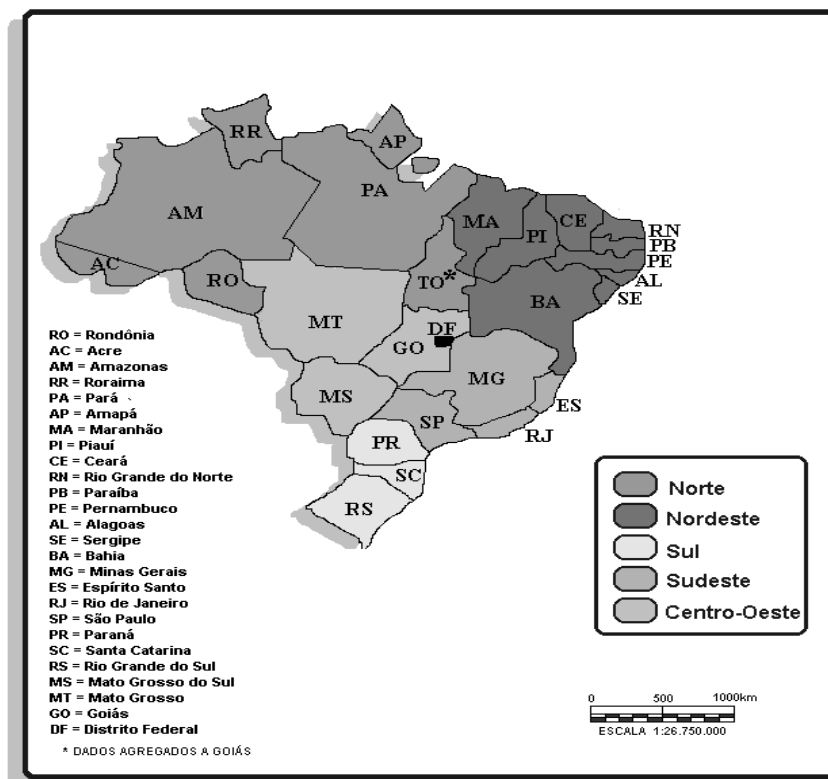 RR
AP
PA
AM
MA
CE
PI
RN
PB
PE
AL
SE
AC
RO
TO*
BA
MT
DF
GO
MG
MS
ES
SP
RJ
PR
SC
RS
RO = Rondônia
AC = Acre
AM = Amazonas
RR = Roraima
PA = Pará
AP = Amapá
MA = Maranhão
PI = Piauí
CE = Ceará
RN = Rio Grande do Norte
PB = Paraíba
PE = Pernambuco
AL = Alagoas
SE = Sergipe
BA = Bahia
MG = Minas Gerais
ES = Espírito Santo
RJ = Rio de Janeiro
SP = São Paulo
PR = Paraná
SC = Santa Catarina
RS = Rio Grande do Sul
MS = Mato Grosso do Sul
MT = Mato Grosso
GO = Goiás
DF = Distrito Federal
* DADOS AGREGADOS A GOIÁS
Norte
Nordeste
Sul
Sudeste
Centro-Oeste
0 500 1000km
ESCALA 1:26.750.000